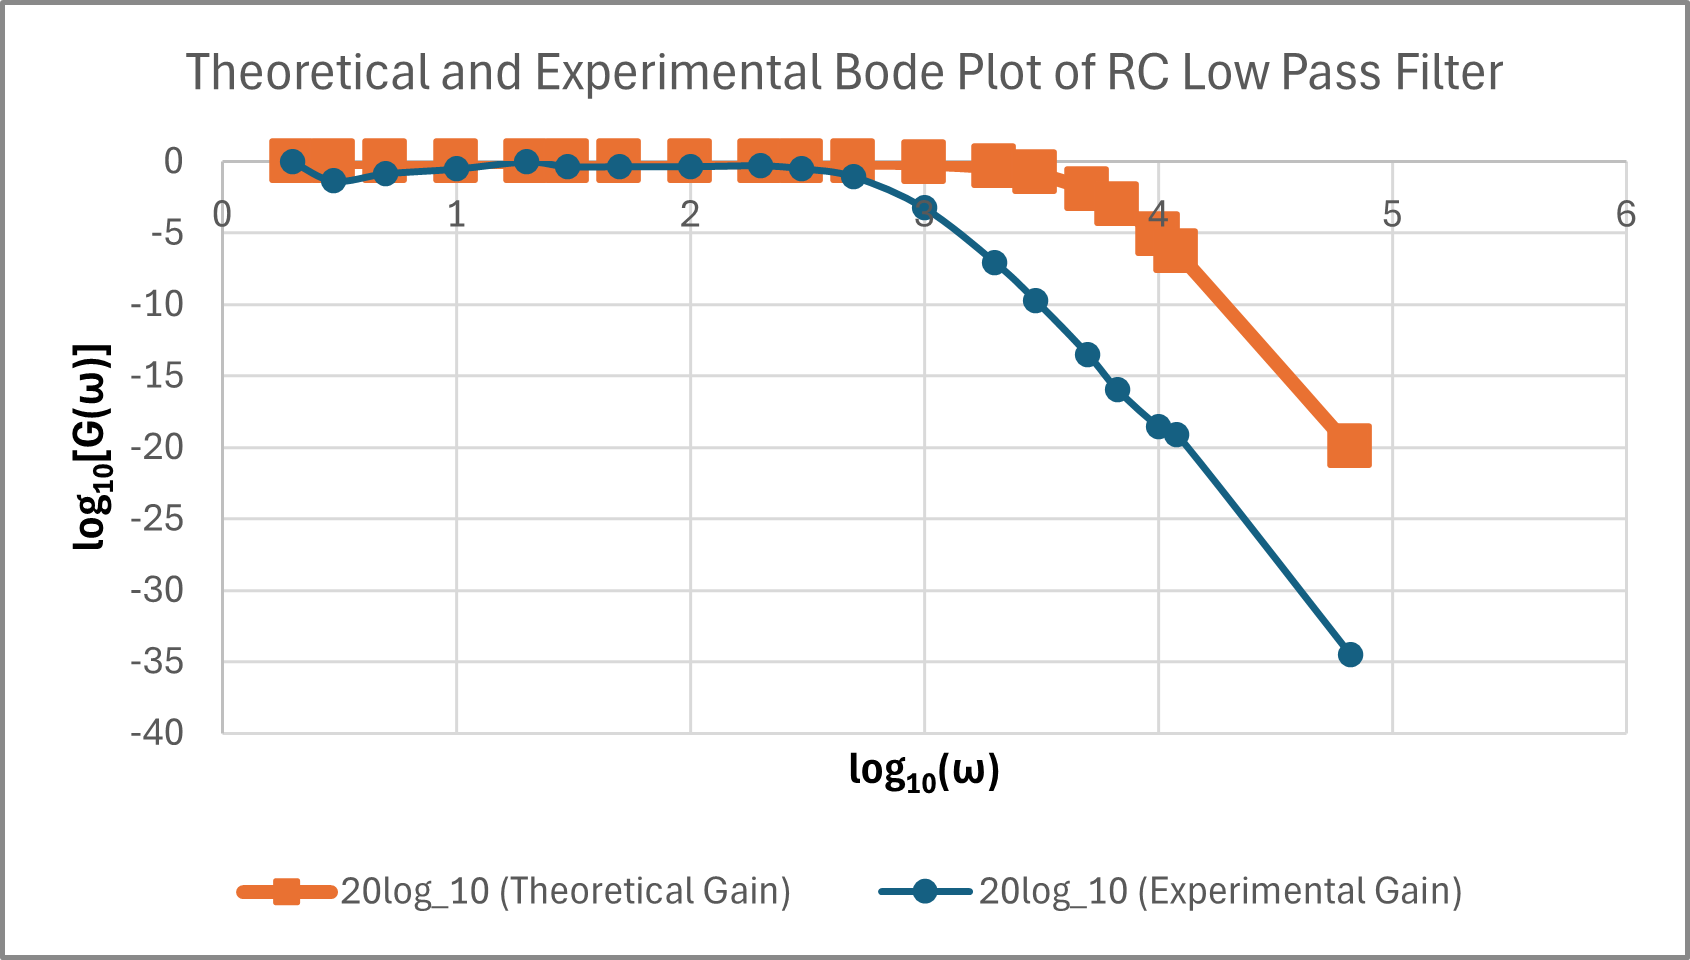 Theoretical and Experimental Bode Plot of RC Low Pass Filter
0
0 1 2 3 4 5 6
-5
-10
-15
-20
-25
-30
-35
-40
log₁₀[G(ω)]
log₁₀(ω)
20log_10 (Theoretical Gain) 20log_10 (Experimental Gain)